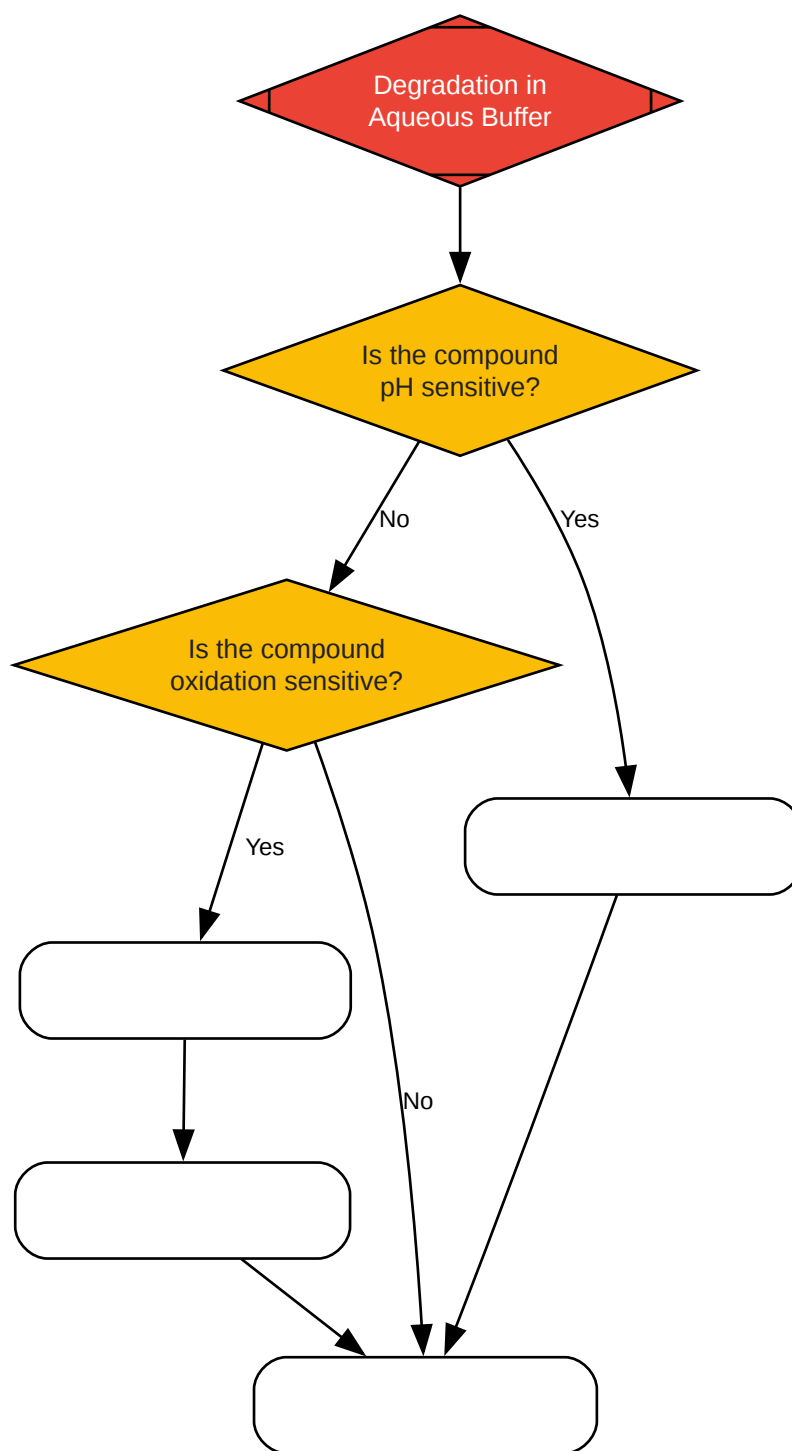 Degradation in
Aqueous Buffer
Is the compound
pH sensitive?
No
Yes
Is the compound
oxidation sensitive?
Yes
No